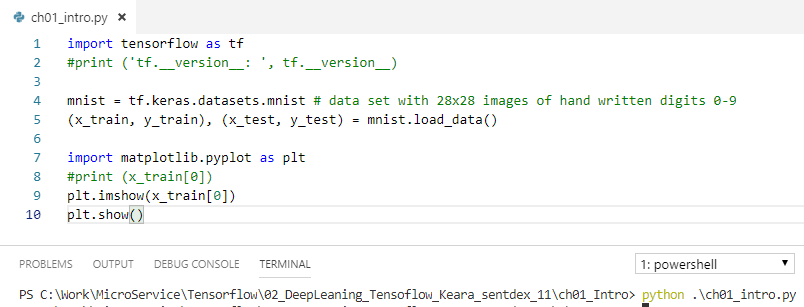 ch01_intro.py ×
1 import tensorflow as tf
2 #print ('tf.__version__: ', tf.__version__)
3
4 mnist = tf.keras.datasets.mnist # data set with 28x28 images of hand written digits 0-9
5 (x_train, y_train), (x_test, y_test) = mnist.load_data()
6
7 import matplotlib.pyplot as plt
8 #print (x_train[0])
9 plt.imshow(x_train[0])
10 plt.show()
PROBLEMS OUTPUT DEBUG CONSOLE TERMINAL 1: powershell
PS C:\Work\MicroService\Tensorflow\02_DeepLeaning_Tensoflow_Keara_sentdex_11\ch01_Intro> python .\ch01_intro.py